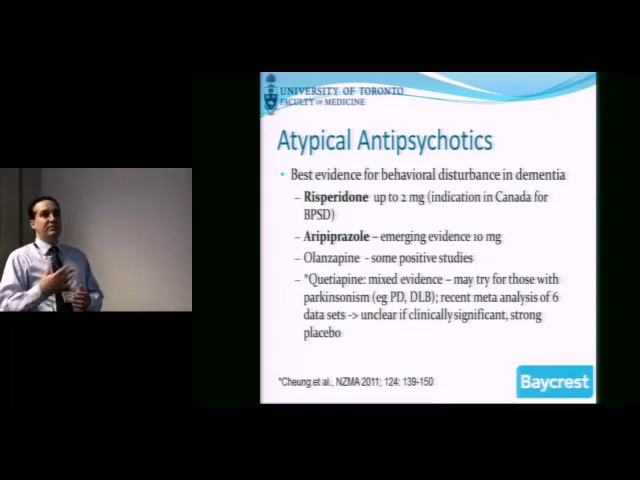 UNIVERSITY OF TORONTO
FACULTY OF MEDICINE
Atypical Antipsychotics
• Best evidence for behavioral disturbance in dementia
– Risperidone up to 2 mg (indication in Canada for
BPSD)
– Aripiprazole – emerging evidence 10 mg
– Olanzapine - some positive studies
– *Quetiapine: mixed evidence – may try for those with
parkinsonism (eg PD, DLB); recent meta analysis of 6
data sets -> unclear if clinically significant, strong
placebo
*Cheung et al., NZMA 2011; 124: 139-150
Baycrest